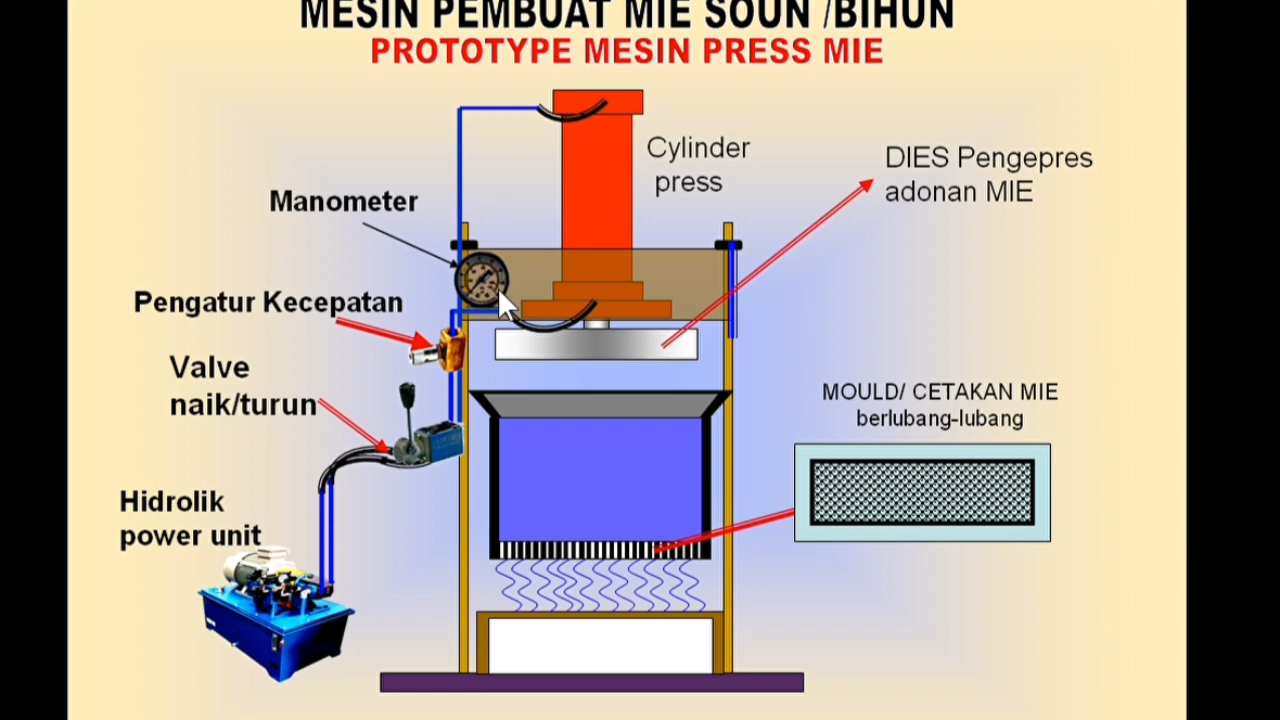 MESIN PEMBUAT MIE SOUN /BIHUN
PROTOTYPE MESIN PRESS MIE
Cylinder
press
DIES Pengepres
adonan MIE
Manometer
Pengatur Kecepatan
Valve
naik/turun
MOULD/ CETAKAN MIE
berlubang-lubang
Hidrolik
power unit